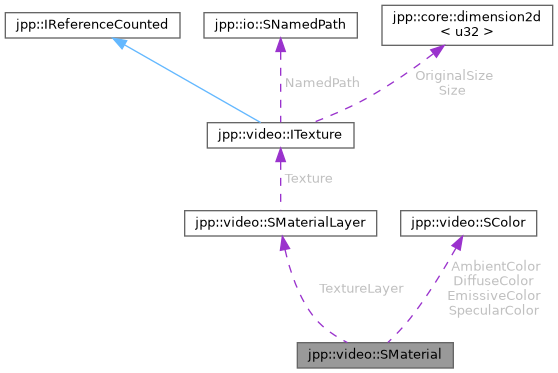 jpp::IReferenceCounted
jpp::io::SNamedPath
jpp::core::dimension2d
< u32 >
NamedPath
OriginalSize
Size
jpp::video::ITexture
Texture
jpp::video::SMaterialLayer
jpp::video::SColor
TextureLayer
AmbientColor
DiffuseColor
EmissiveColor
SpecularColor
jpp::video::SMaterial